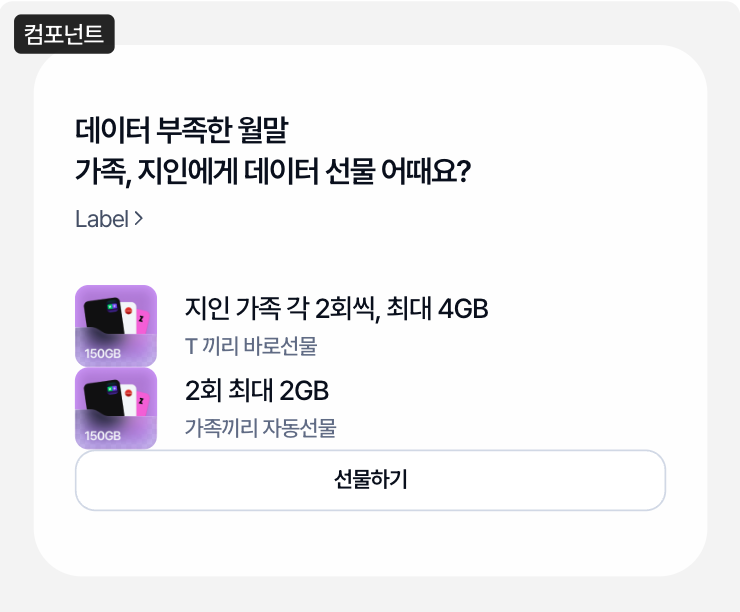 컴포넌트
데이터 부족한 월말
가족, 지인에게 데이터 선물 어때요?
Label >
지인 가족 각 2회씩, 최대 4GB
T 끼리 바로선물
150GB
2회 최대 2GB
가족끼리 자동선물
150GB
선물하기